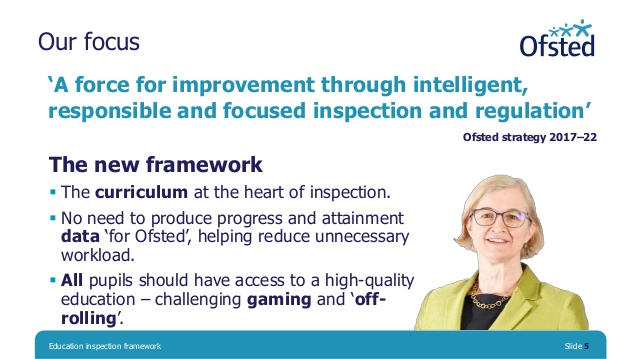 Our focus
Ofsted
‘A force for improvement through intelligent,
responsible and focused inspection and regulation’
Ofsted strategy 2017–22
The new framework
▪ The curriculum at the heart of inspection.
▪ No need to produce progress and attainment
data ‘for Ofsted’, helping reduce unnecessary
workload.
▪ All pupils should have access to a high-quality
education – challenging gaming and ‘off-
rolling’.
Education inspection framework
Slide 5